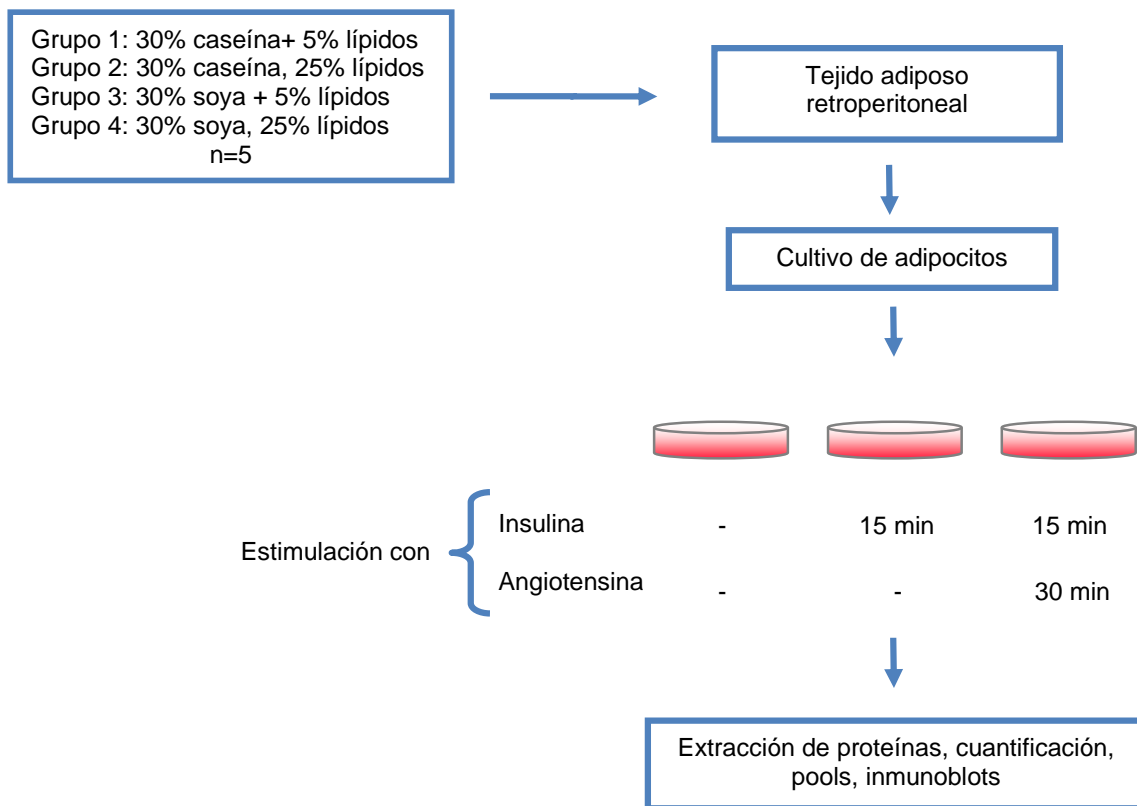 Grupo 1: 30% caseína+ 5% lípidos
Grupo 2: 30% caseína, 25% lípidos
Grupo 3: 30% soya + 5% lípidos
Grupo 4: 30% soya, 25% lípidos
n=5
Tejido adiposo
retroperitoneal
Cultivo de adipocitos
Estimulación con
Insulina - 15 min 15 min
Angiotensina - - 30 min
Extracción de proteínas, cuantificación,
pools, inmunoblots